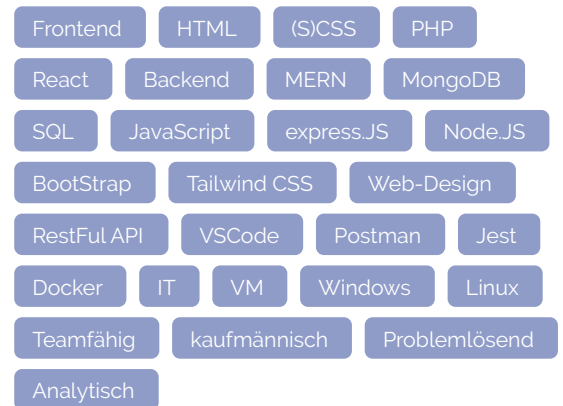 Frontend HTML (S)CSS PHP
React Backend MERN MongoDB
SQL JavaScript express.JS Node.JS
BootStrap Tailwind CSS Web-Design
RestFul API VSCode Postman Jest
Docker IT VM Windows Linux
Teamfähig kaufmännisch Problemlösend
Analytisch